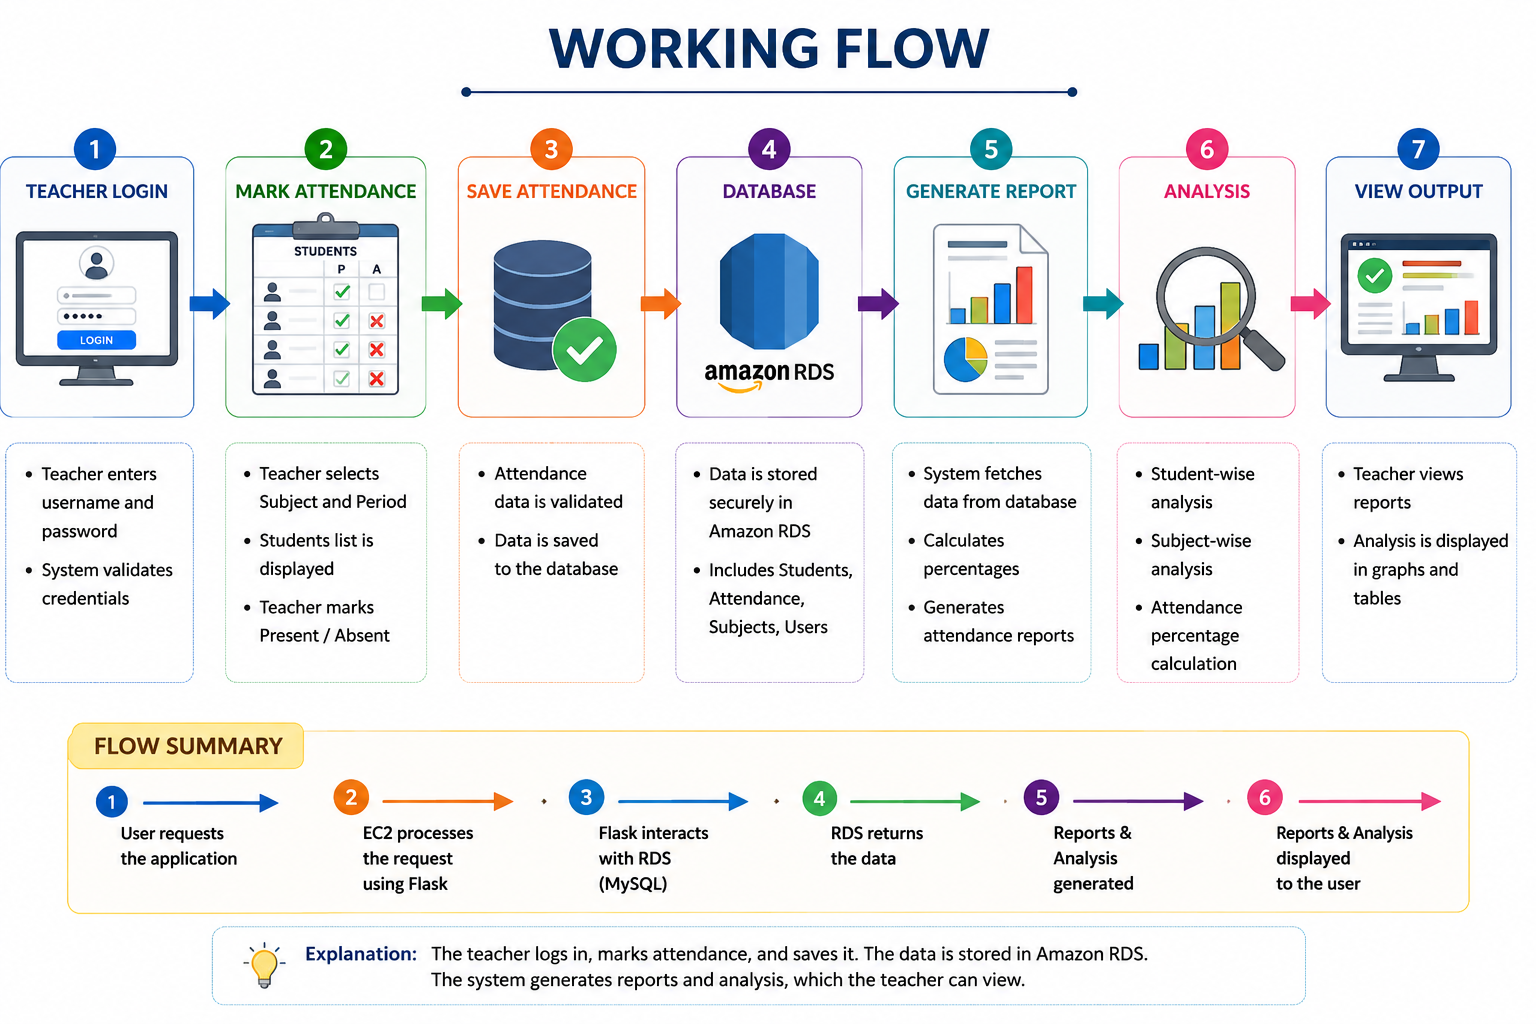 WORKING FLOW
1
TEACHER LOGIN
LOGIN
Teacher enters
username and
password
System validates
credentials
2
MARK ATTENDANCE
STUDENTS
P A
Teacher selects
Subject and Period
Students list is
displayed
Teacher marks
Present / Absent
3
SAVE ATTENDANCE
Attendance
data is validated
Data is saved
to the database
4
DATABASE
amazon RDS
Data is stored
securely in
Amazon RDS
Includes Students,
Attendance,
Subjects, Users
5
GENERATE REPORT
System fetches
data from database
Calculates
percentages
Generates
attendance reports
6
ANALYSIS
Student-wise
analysis
Subject-wise
analysis
Attendance
percentage
calculation
7
VIEW OUTPUT
Teacher views
reports
Analysis is displayed
in graphs and
tables
FLOW SUMMARY
1
User requests
the application
2
EC2 processes
the request
using Flask
3
Flask interacts
with RDS
(MySQL)
4
RDS returns
the data
5
Reports &
Analysis
generated
6
Reports & Analysis
displayed
to the user
Explanation: The teacher logs in, marks attendance, and saves it. The data is stored in Amazon RDS.
The system generates reports and analysis, which the teacher can view.